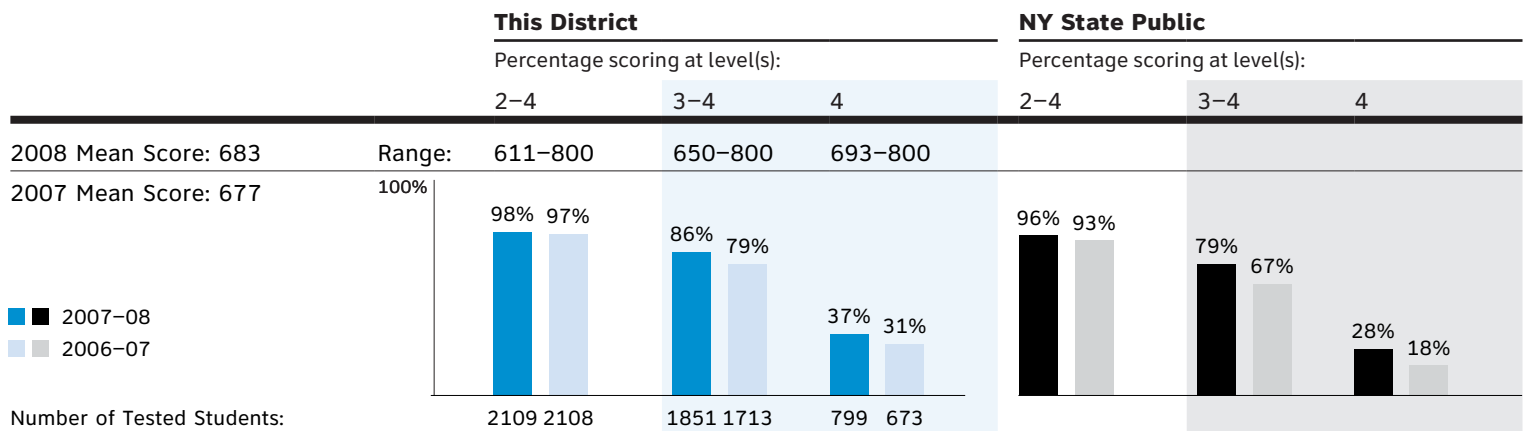 This District NY State Public
Percentage scoring at level(s): Percentage scoring at level(s):
2–4 3–4 4 2–4 3–4 4
2008 Mean Score: 683 Range: 611–800 650–800 693–800
2007 Mean Score: 677 100%
98% 97% 86% 79% 37% 31% 96% 93% 79% 67% 28% 18%
2007–08
2006–07
Number of Tested Students: 2109 2108 1851 1713 799 673